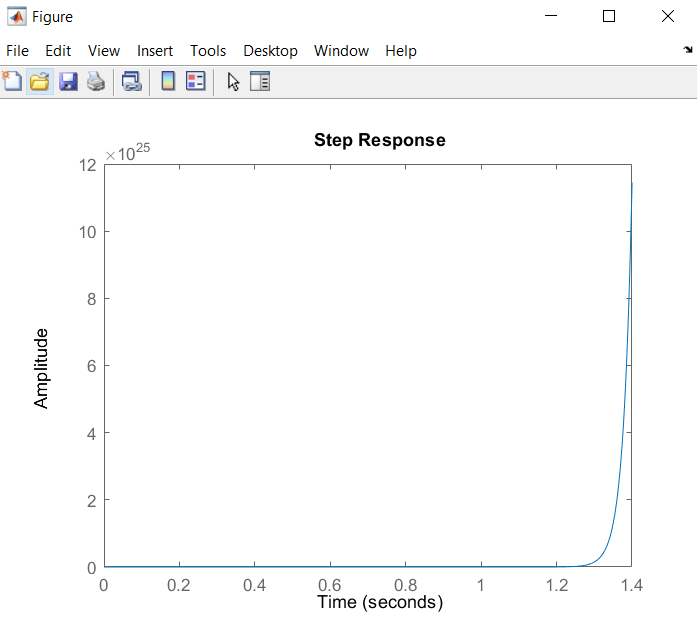 Figure
File Edit View Insert Tools Desktop Window Help
Step Response
×10^25
12
10
8
6
4
2
0
Amplitude
0 0.2 0.4 0.6 0.8 1 1.2 1.4
Time (seconds)